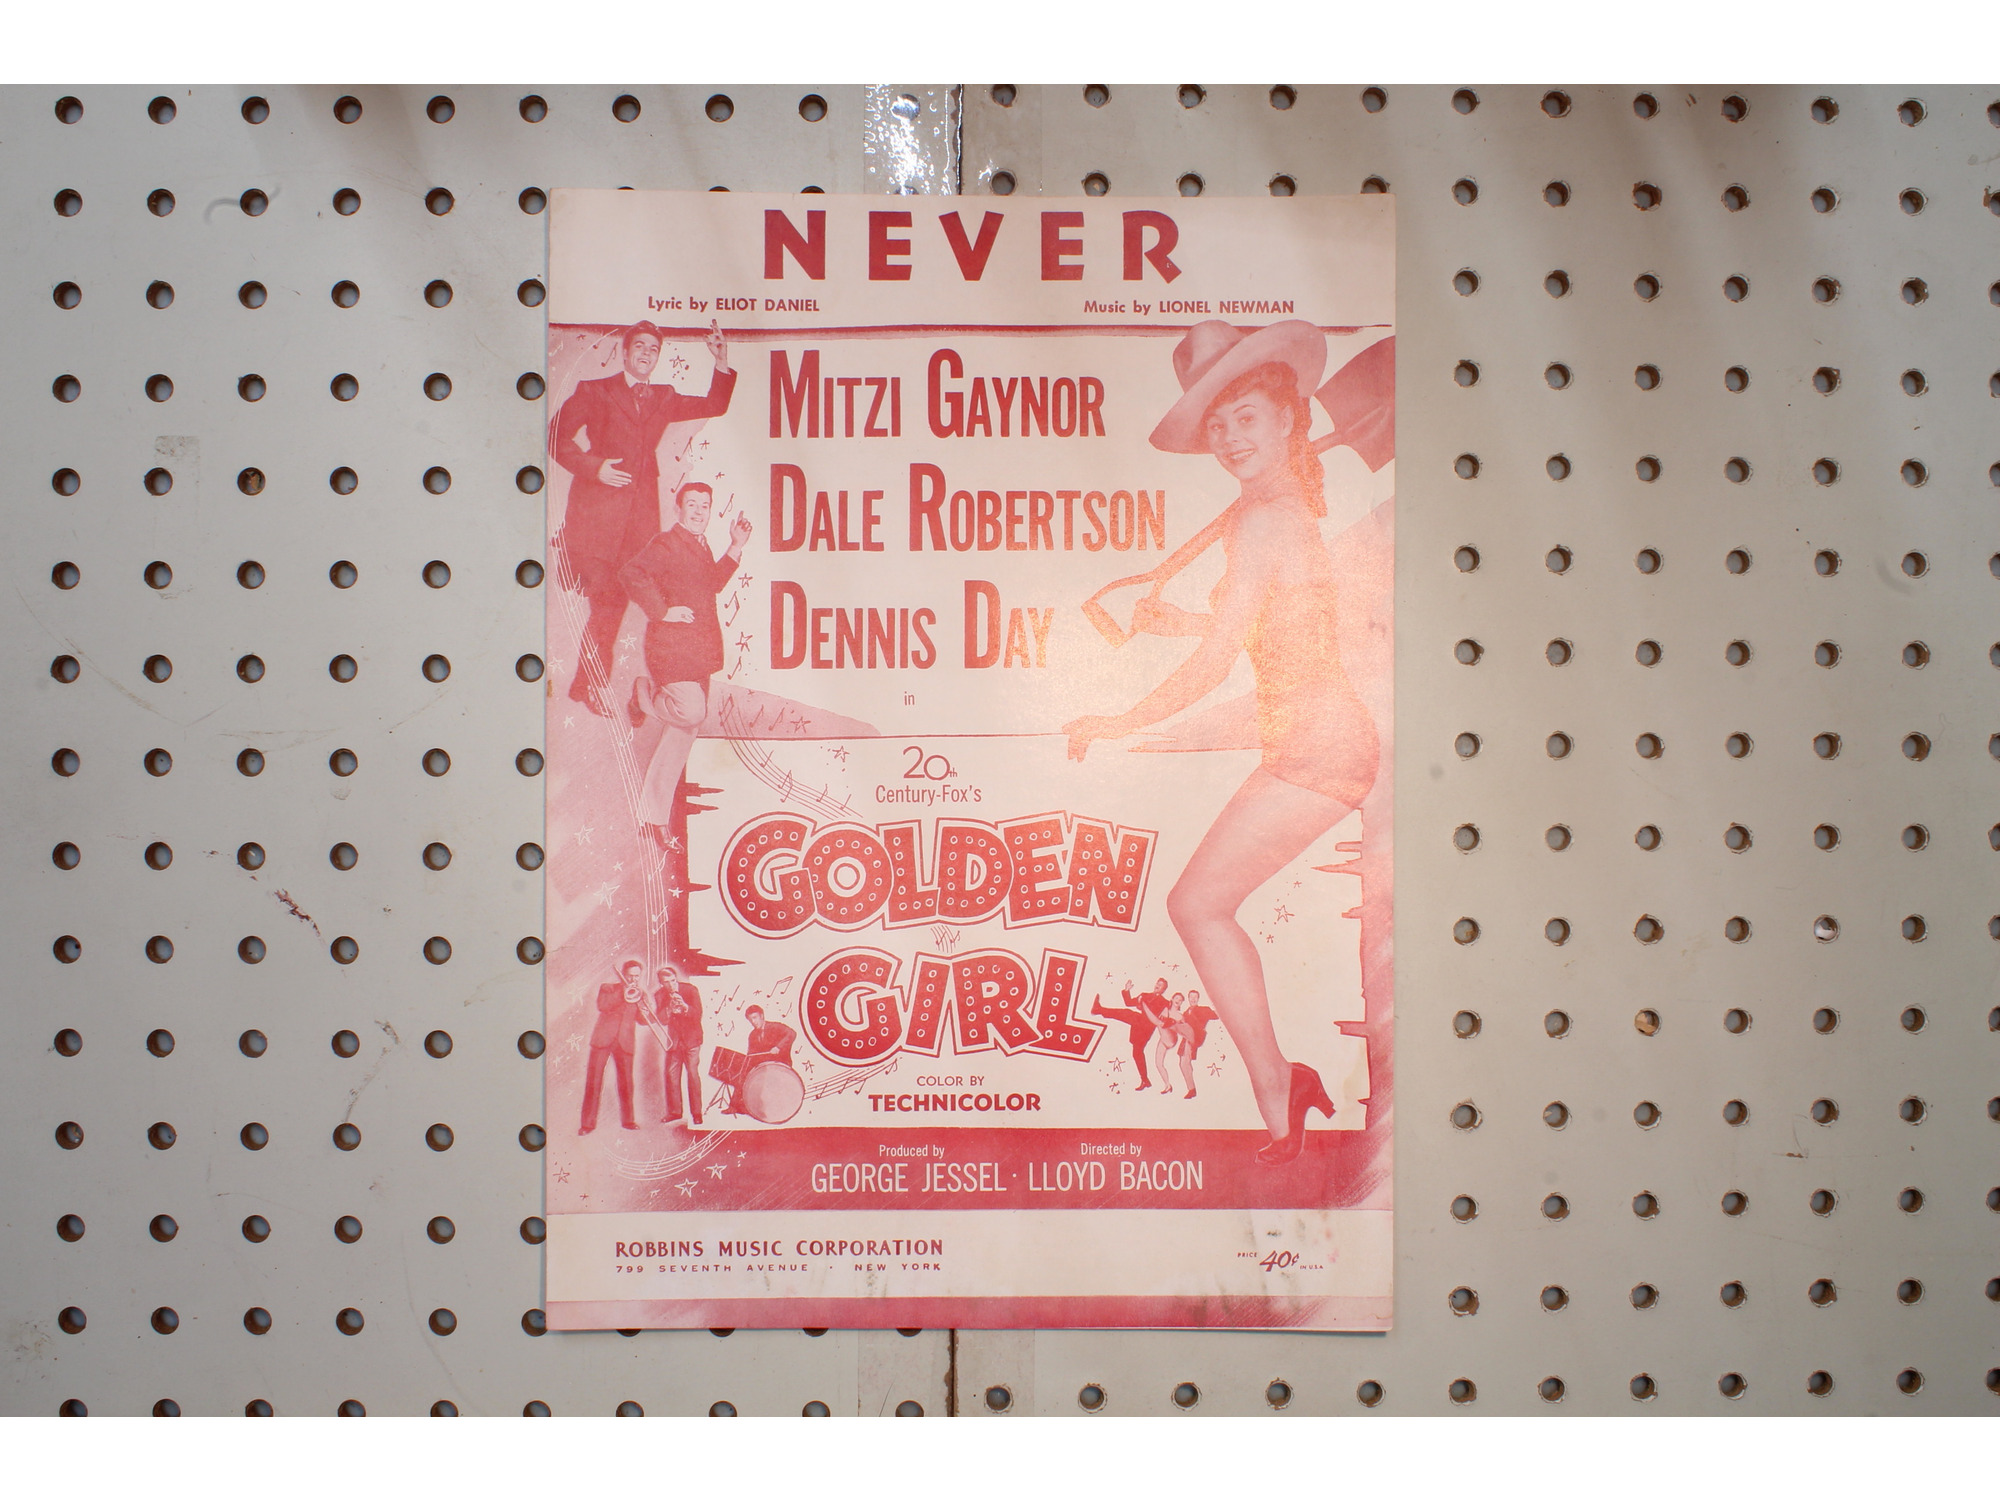 NEVER
Lyric by ELIOT DANIEL
Music by LIONEL NEWMAN
MITZI GAYNOR
DALE ROBERTSON
DENNIS DAY
in
20th
Century-Fox's
GOLDEN
GIRL
COLOR BY
TECHNICOLOR
Produced by
Directed by
GEORGE JESSEL · LLOYD BACON
ROBBINS MUSIC CORPORATION
799 SEVENTH AVENUE · NEW YORK
PRICE 40¢ IN U.S.A.